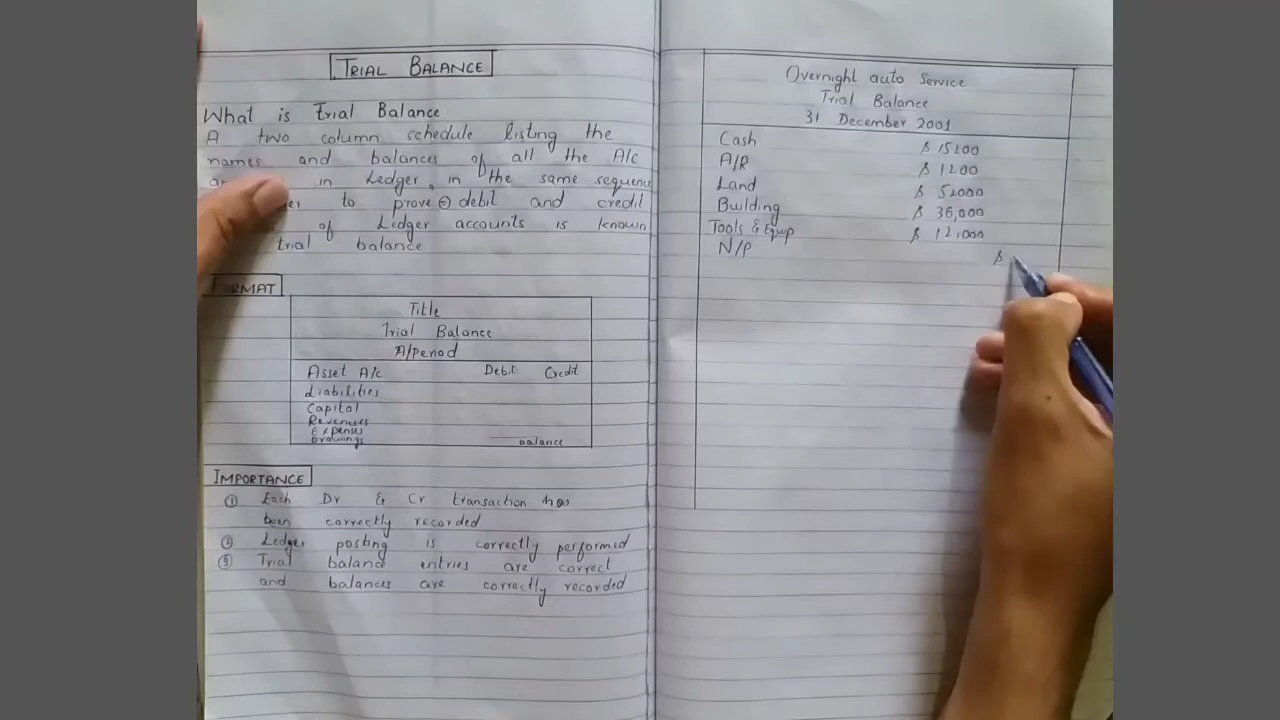 TRIAL BALANCE
What is trial Balance
A two column schedule listing the
names and balances of all the A/c
in Ledger, in the same sequence
to prove debit and credit
of Ledger accounts is known
trial balance
FORMAT
Title
Trial Balance
A/period
Asset A/c Debit Credit
Liabilities
Capital
Revenues
Expenses
Drawings balance
IMPORTANCE
① Each Dr & Cr transaction has
been correctly recorded
② Ledger posting is correctly performed
③ Trial balance entries are correct
and balances are correctly recorded
Overnight auto Service
Trial Balance
31 December 2001
Cash $ 15200
A/R $ 1200
Land $ 52000
Building $ 36,000
Tools & Equip $ 12,000
N/P $